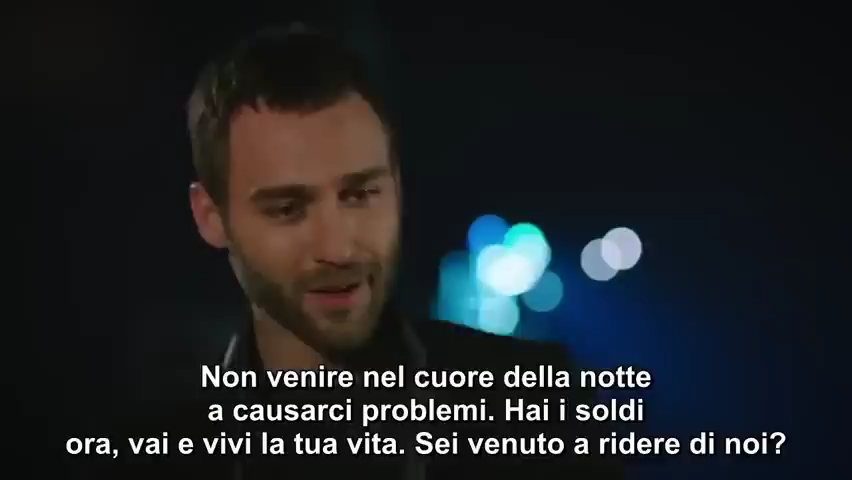 Non venire nel cuore della notte
a causarci problemi. Hai i soldi
ora, vai e vivi la tua vita. Sei venuto a ridere di noi?